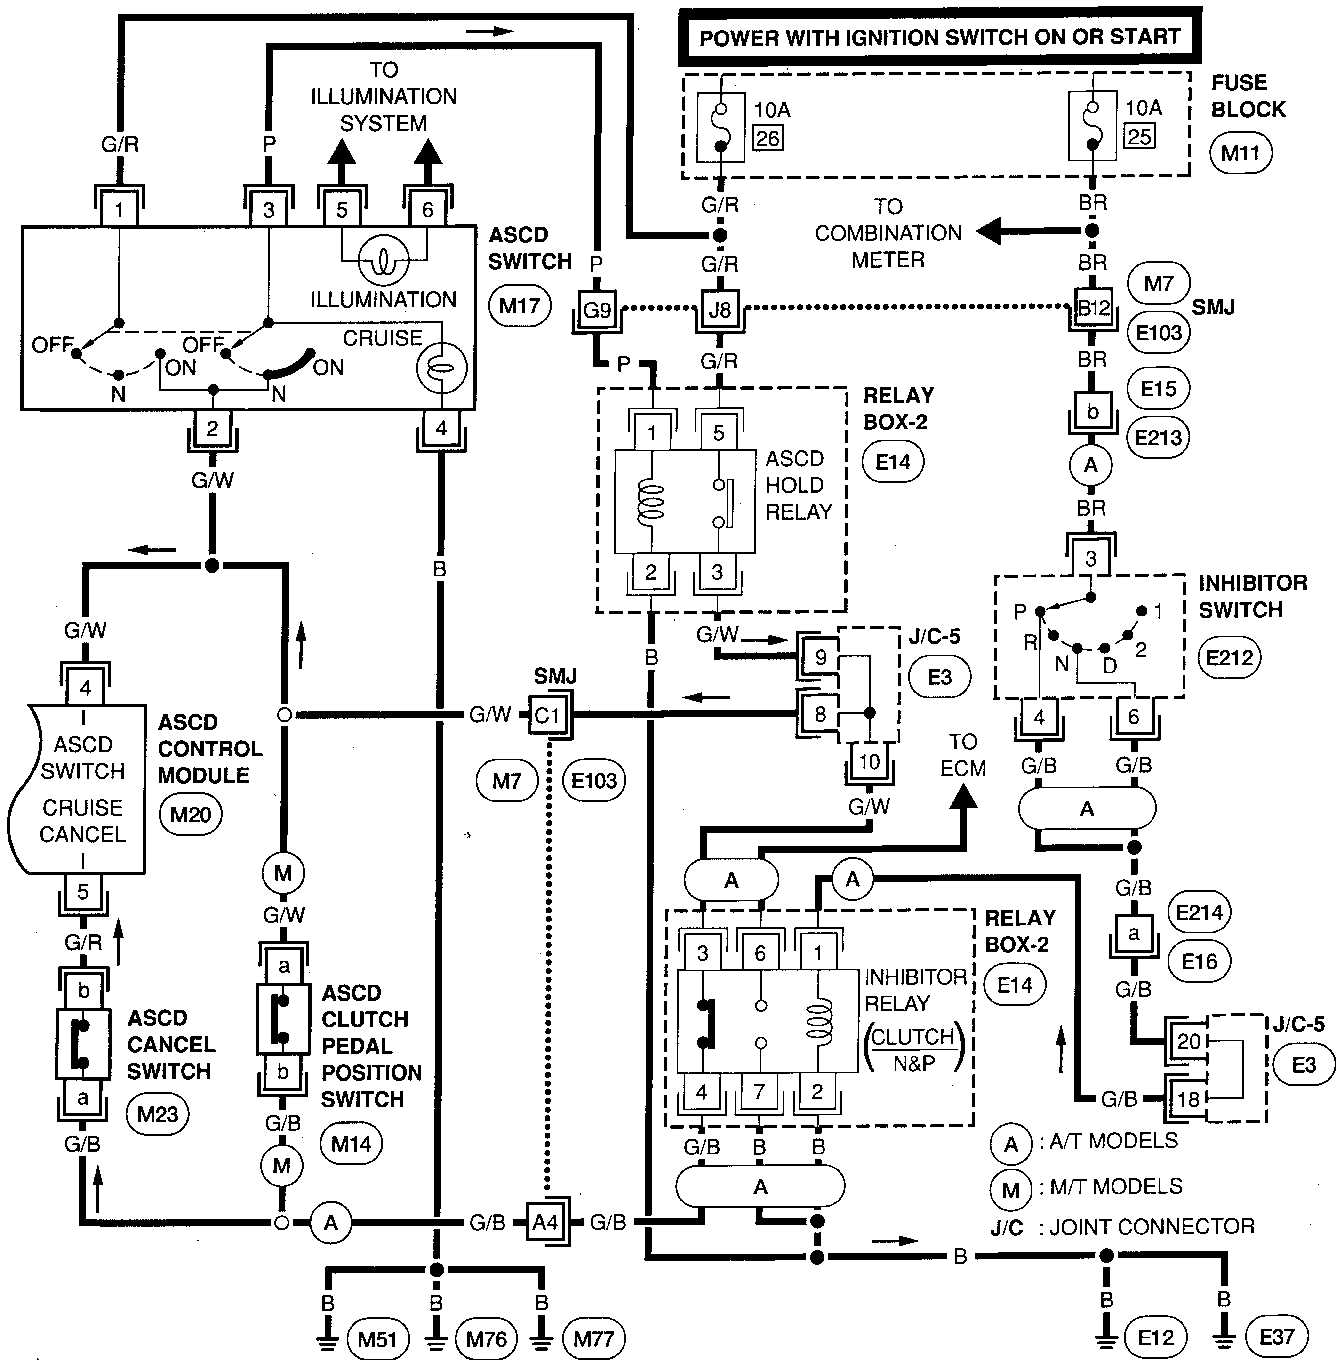 POWER WITH IGNITION SWITCH ON OR START
TO
ILLUMINATION
SYSTEM
10A
26
10A
25
FUSE
BLOCK
M11
G/R
P
G/R
BR
1
3
5
6
TO
COMBINATION
METER
ASCD
SWITCH
M17
P
G/R
BR
ILLUMINATION
G9
J8
B12
M7
SMJ
E103
OFF
ON
N
OFF
ON
N
CRUISE
P
G/R
BR
2
4
RELAY
BOX-2
E14
b
E15
E213
1
5
ASCD
HOLD
RELAY
A
G/W
BR
2
3
3
B
INHIBITOR
SWITCH
E212
P
R
N
D
2
1
G/W
G/W
B
9
J/C-5
E3
4
SMJ
G/W
C1
8
4
6
ASCD
SWITCH
CRUISE
CANCEL
ASCD
CONTROL
MODULE
M20
M7
E103
10
TO
ECM
G/B
G/B
G/W
A
M
5
A
A
G/B
G/R
G/W
RELAY
BOX-2
E14
E214
a
E16
3
6
1
b
a
INHIBITOR
RELAY
(CLUTCH/N&P)
G/B
ASCD
CANCEL
SWITCH
M23
ASCD
CLUTCH
PEDAL
POSITION
SWITCH
M14
20
J/C-5
E3
a
b
4
7
2
G/B
18
G/B
G/B
G/B
B
B
A : A/T MODELS
M
A
M : M/T MODELS
A
G/B
A4
G/B
J/C : JOINT CONNECTOR
B
B
B
B
B
B
M51
M76
M77
E12
E37